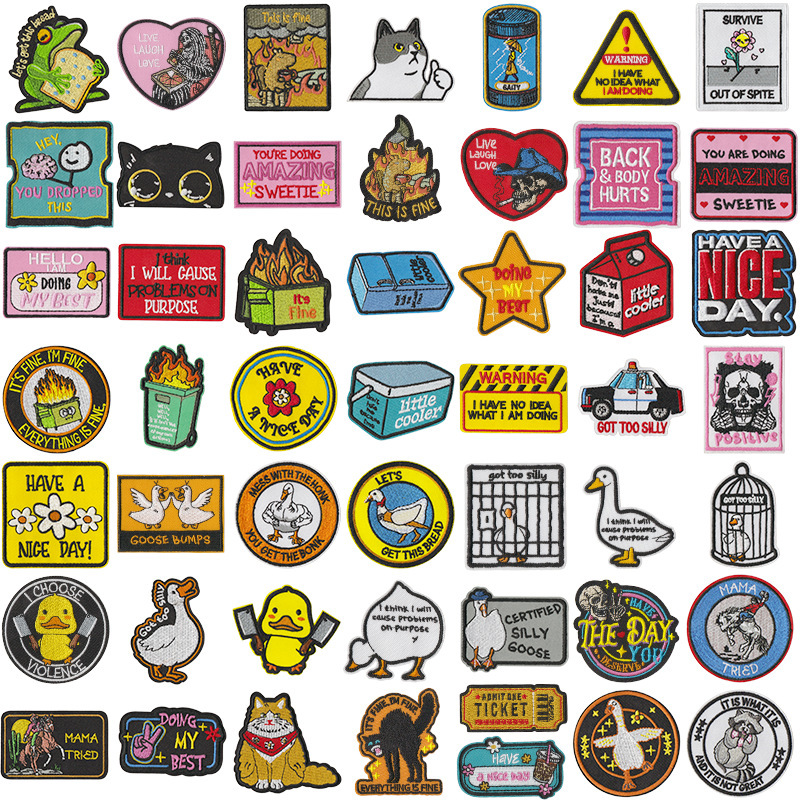 Let's get this bread
LIVE
LAUGH
LOVE
This is fine
SALTY
!
WARNING
I HAVE
NO IDEA WHAT
I AM DOING
SURVIVE
OUT OF SPITE
HEY,
YOU DROPPED
THIS
YOU'RE DOING
AMAZING
SWEETIE
THIS IS FINE
Live
Laugh
Love
BACK
& BODY
HURTS
YOU ARE DOING
AMAZING
SWEETIE
HELLO
I AM
DOING
MY BEST
I think
I WILL CAUSE
PROBLEMS ON
PURPOSE
It's
Fine
little
cooler
DOING
MY
BEST
Don't
hate me
Just
because
I'm a
little
cooler
HAVE A
NICE
DAY.
IT'S FINE, I'M FINE
EVERYTHING IS FINE
HAVE
A NICE DAY
little
cooler
WARNING
I HAVE NO IDEA
WHAT I AM DOING
GOT TOO SILLY
Stay
Positive
HAVE A
NICE DAY!
GOOSE BUMPS
MESS WITH THE HONK
YOU GET THE BONK
LET'S
GET THIS BREAD
got too silly
I think I will
cause problems
on purpose
GOT TOO SILLY
I CHOOSE
VIOLENCE
I think I will
cause problems
on purpose
CERTIFIED
SILLY
GOOSE
HAVE
THE DAY
YOU
DESERVE
MAMA
TRIED
MAMA
TRIED
DOING
MY
BEST
IT'S FINE, I'M FINE
EVERYTHING IS FINE
ADMIT ONE
TICKET
HAVE
A NICE DAY!
IT IS WHAT IT IS
AND IT IS NOT GREAT